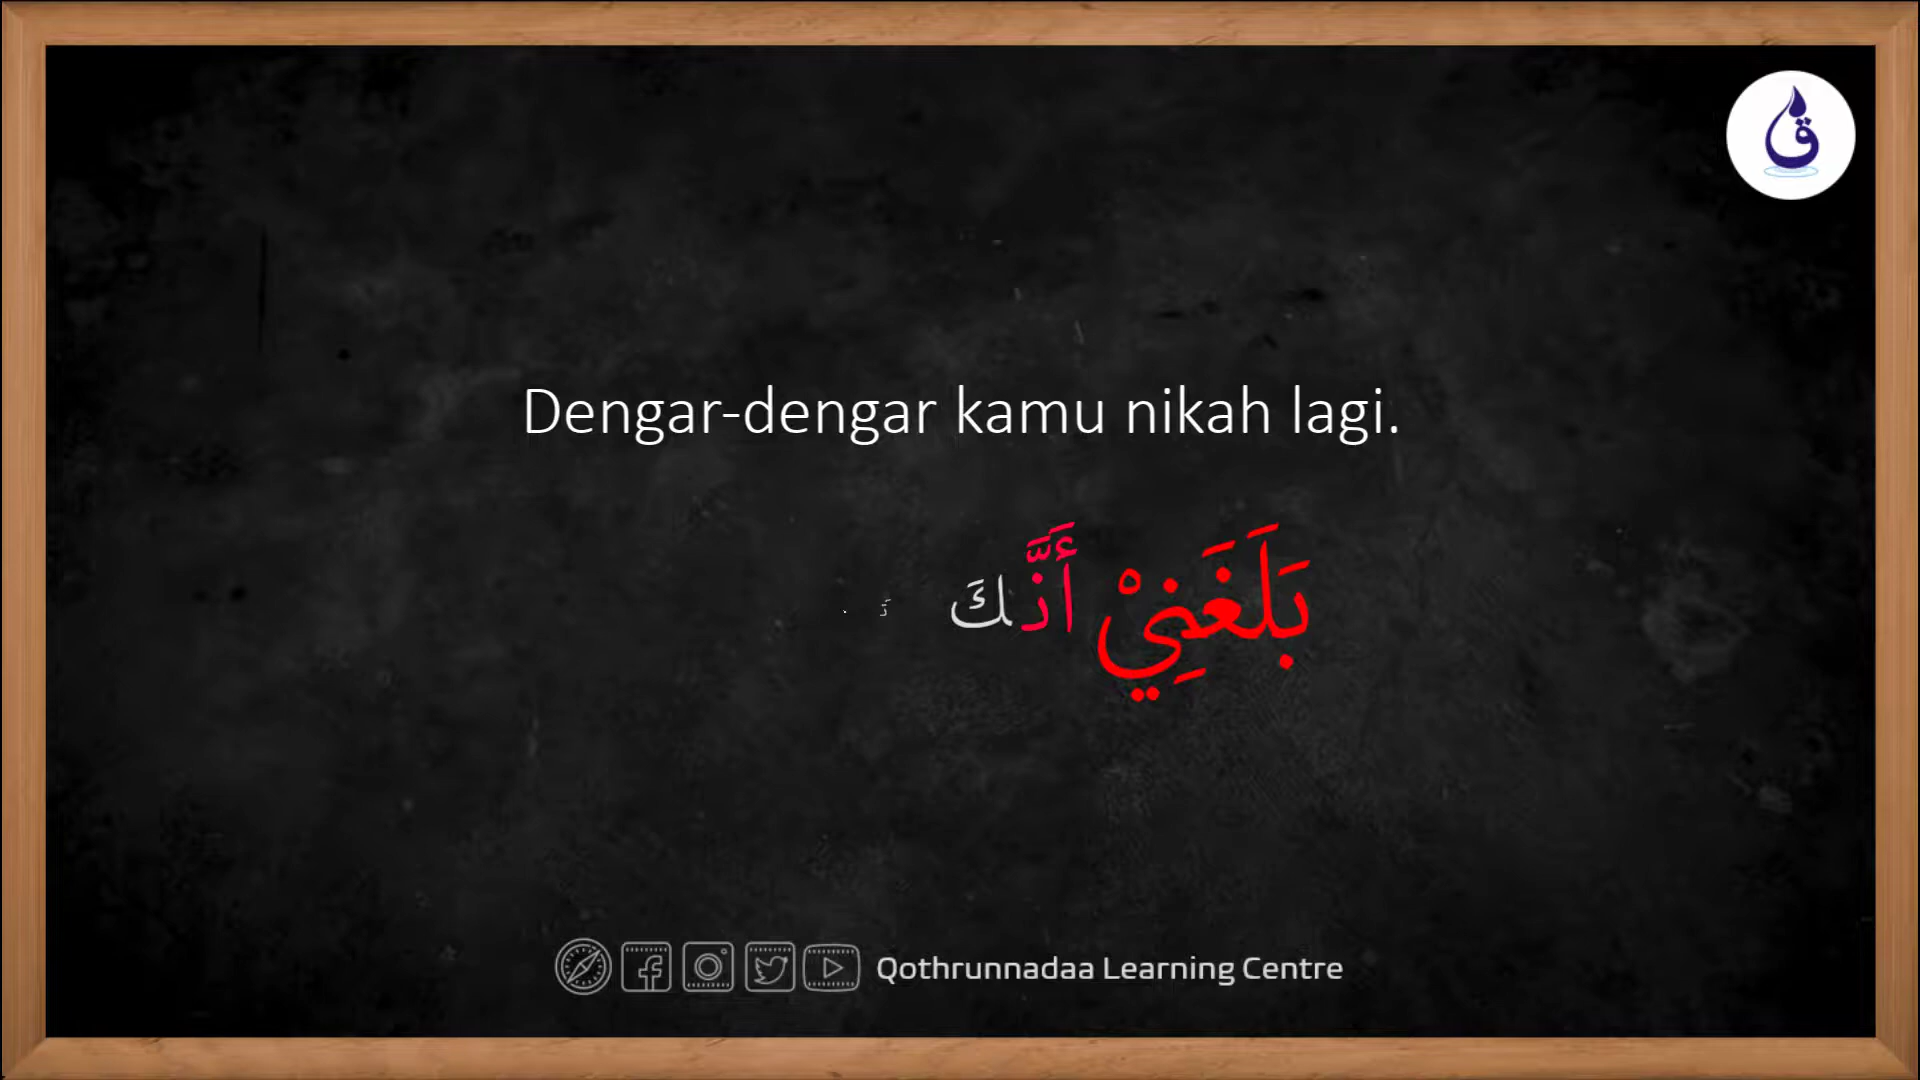 Dengar-dengar kamu nikah lagi.
بَلَغَنِيْ أَنَّكَ
Qothrunnadaa Learning Centre